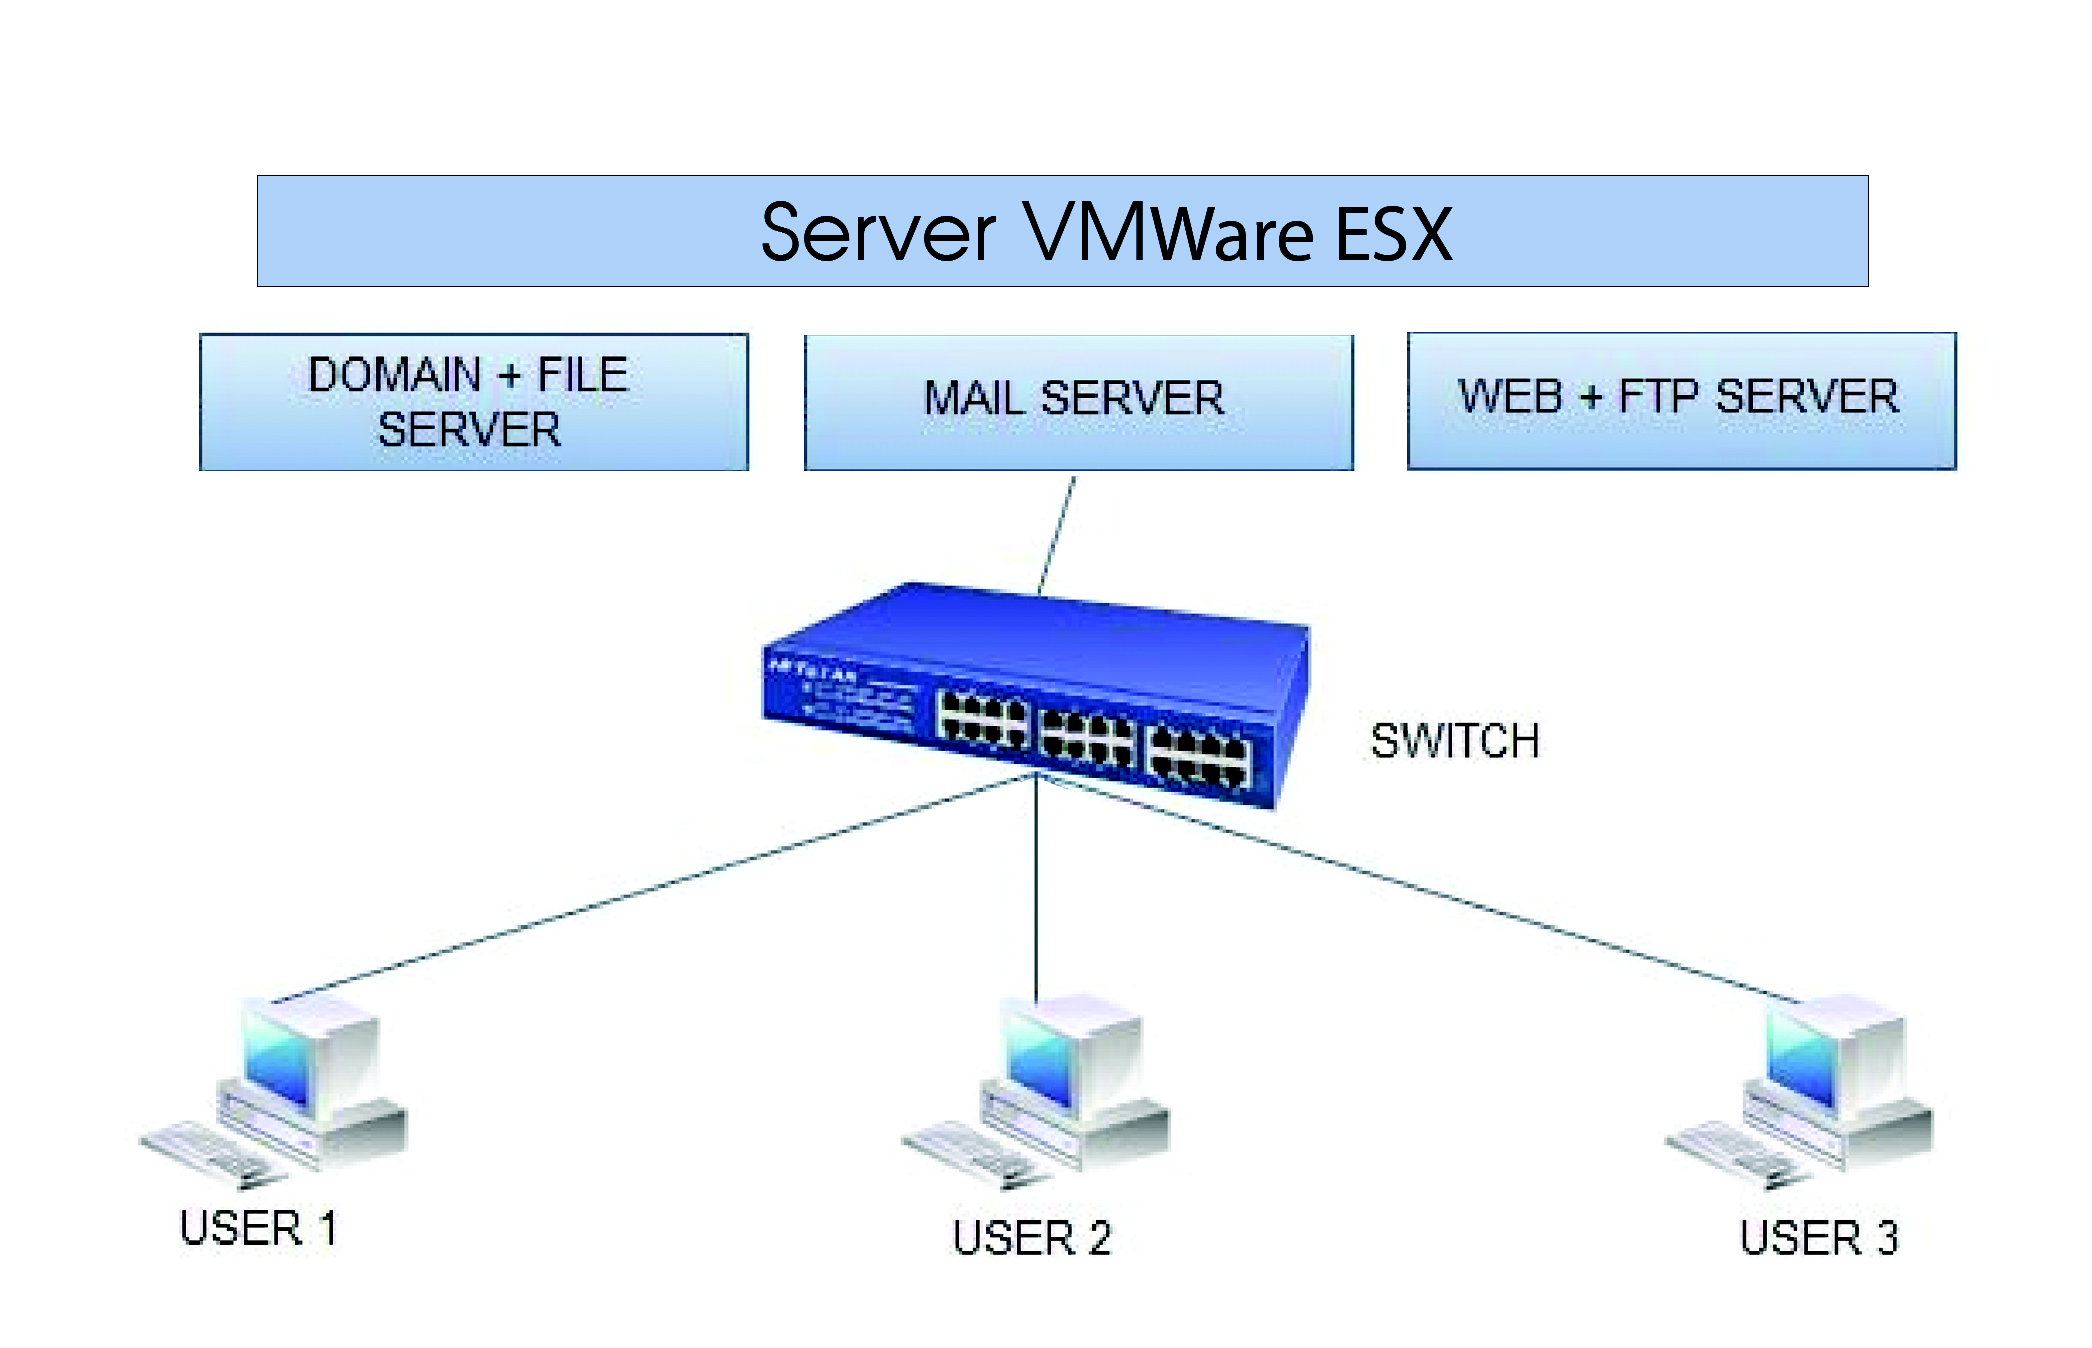 Server VMWare ESX
DOMAIN + FILE
SERVER
MAIL SERVER
WEB + FTP SERVER
SWITCH
USER 1
USER 2
USER 3